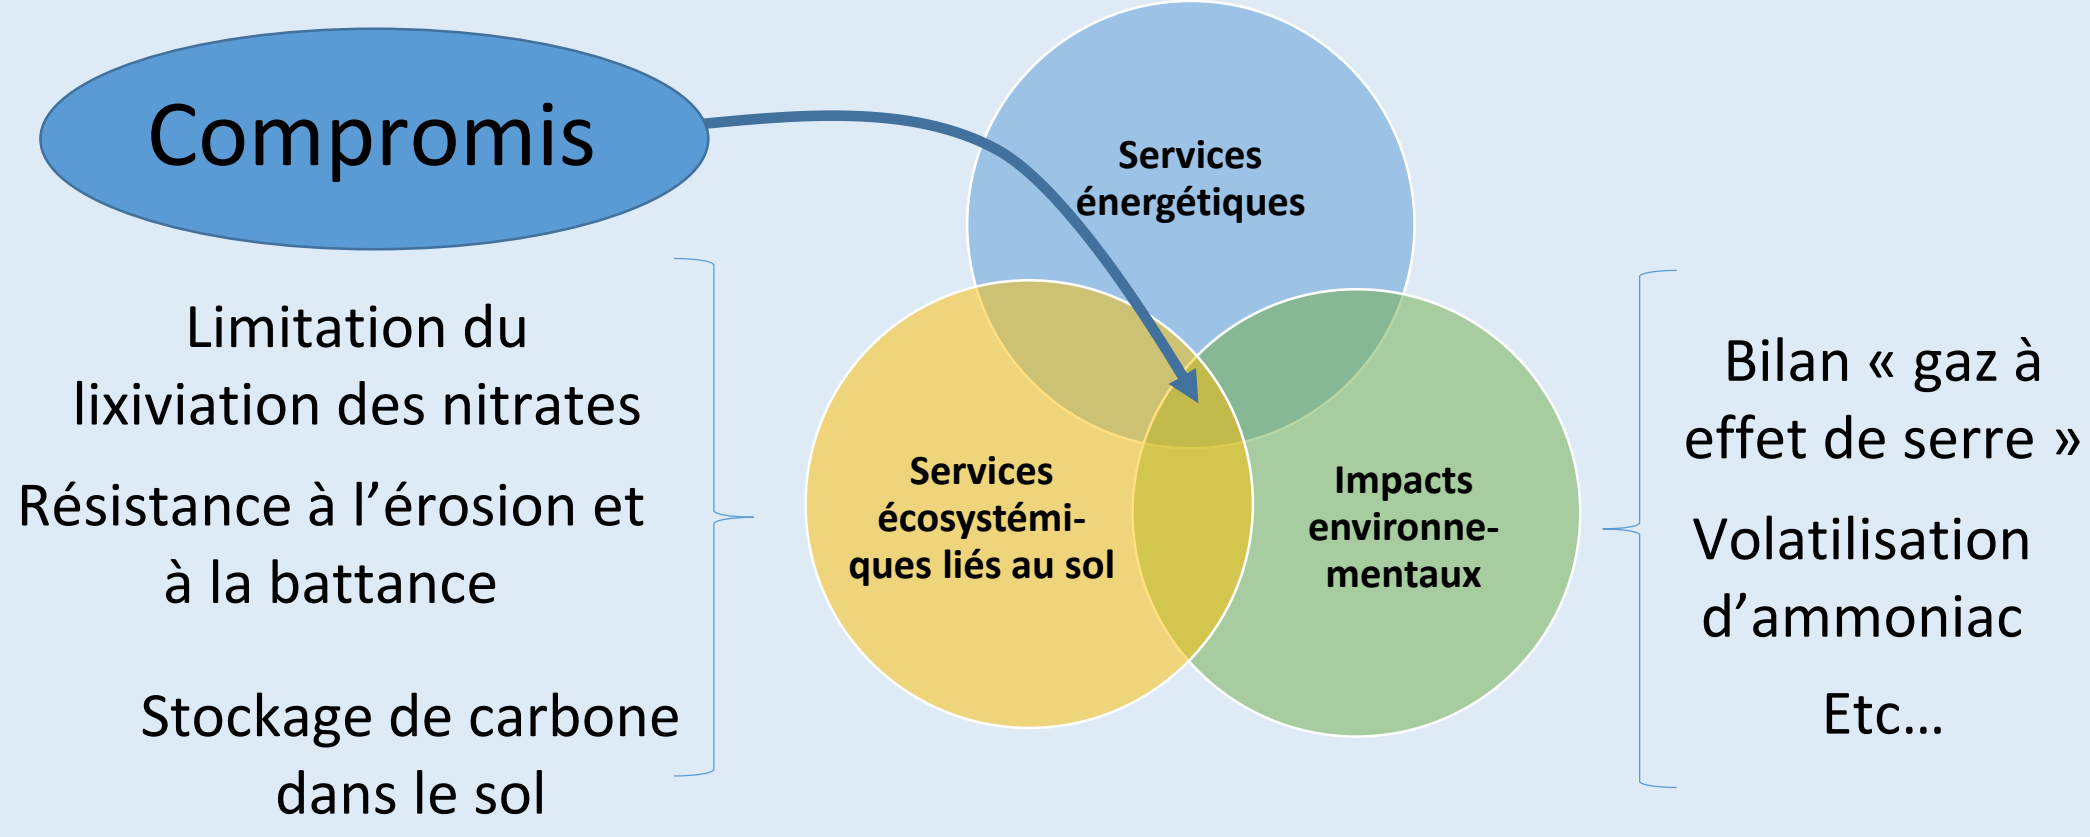 Compromis
Services
énergétiques
Limitation du
lixiviation des nitrates
Résistance à l’érosion et
à la battance
Stockage de carbone
dans le sol
Services
écosystémi-
ques liés au sol
Impacts
environne-
mentaux
Bilan « gaz à
effet de serre »
Volatilisation
d’ammoniac
Etc…